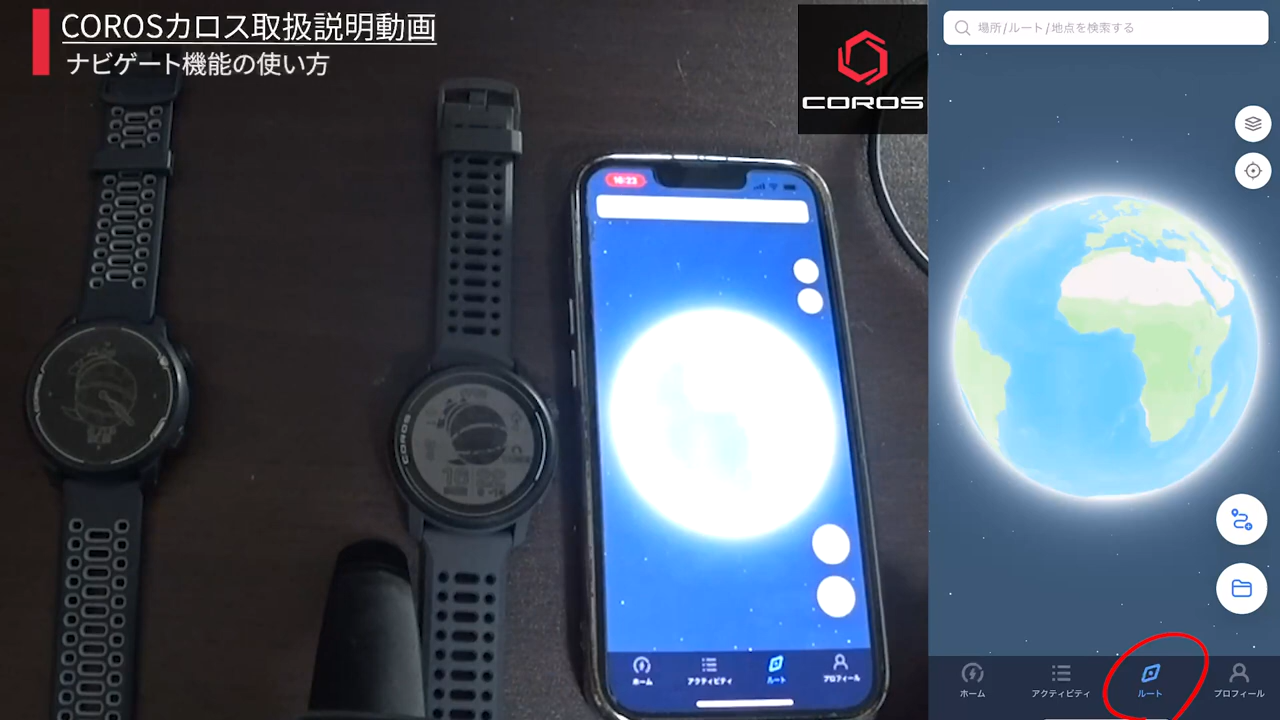 COROSカロス取扱説明動画
ナビゲート機能の使い方
COROS
場所/ルート/地点を検索する
16:23
COROS
ホーム
アクティビティ
ルート
プロフィール
ホーム
アクティビティ
ルート
プロフィール